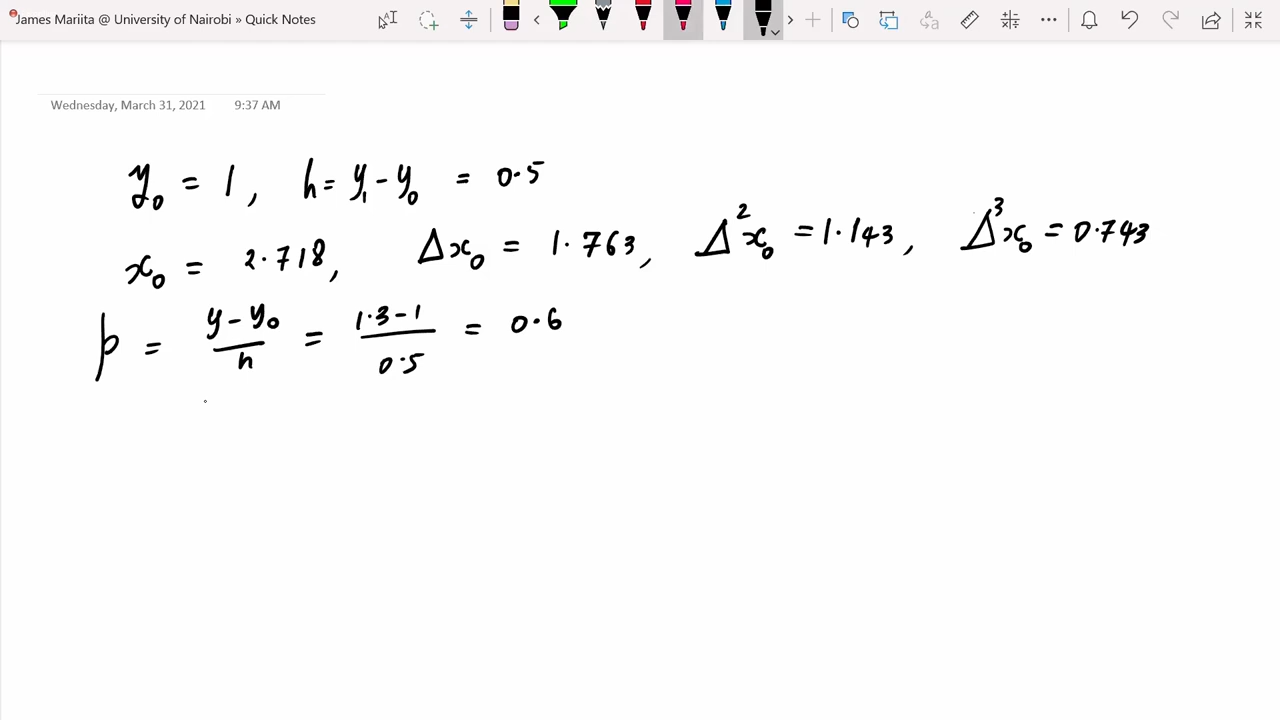 James Mariita @ University of Nairobi » Quick Notes
Wednesday, March 31, 2021 9:37 AM
y₀ = 1, h = y₁ - y₀ = 0.5
x₀ = 2.718, Δx₀ = 1.763, Δ²x₀ = 1.143, Δ³x₀ = 0.743
p = (y - y₀)/h = (1.3 - 1)/0.5 = 0.6